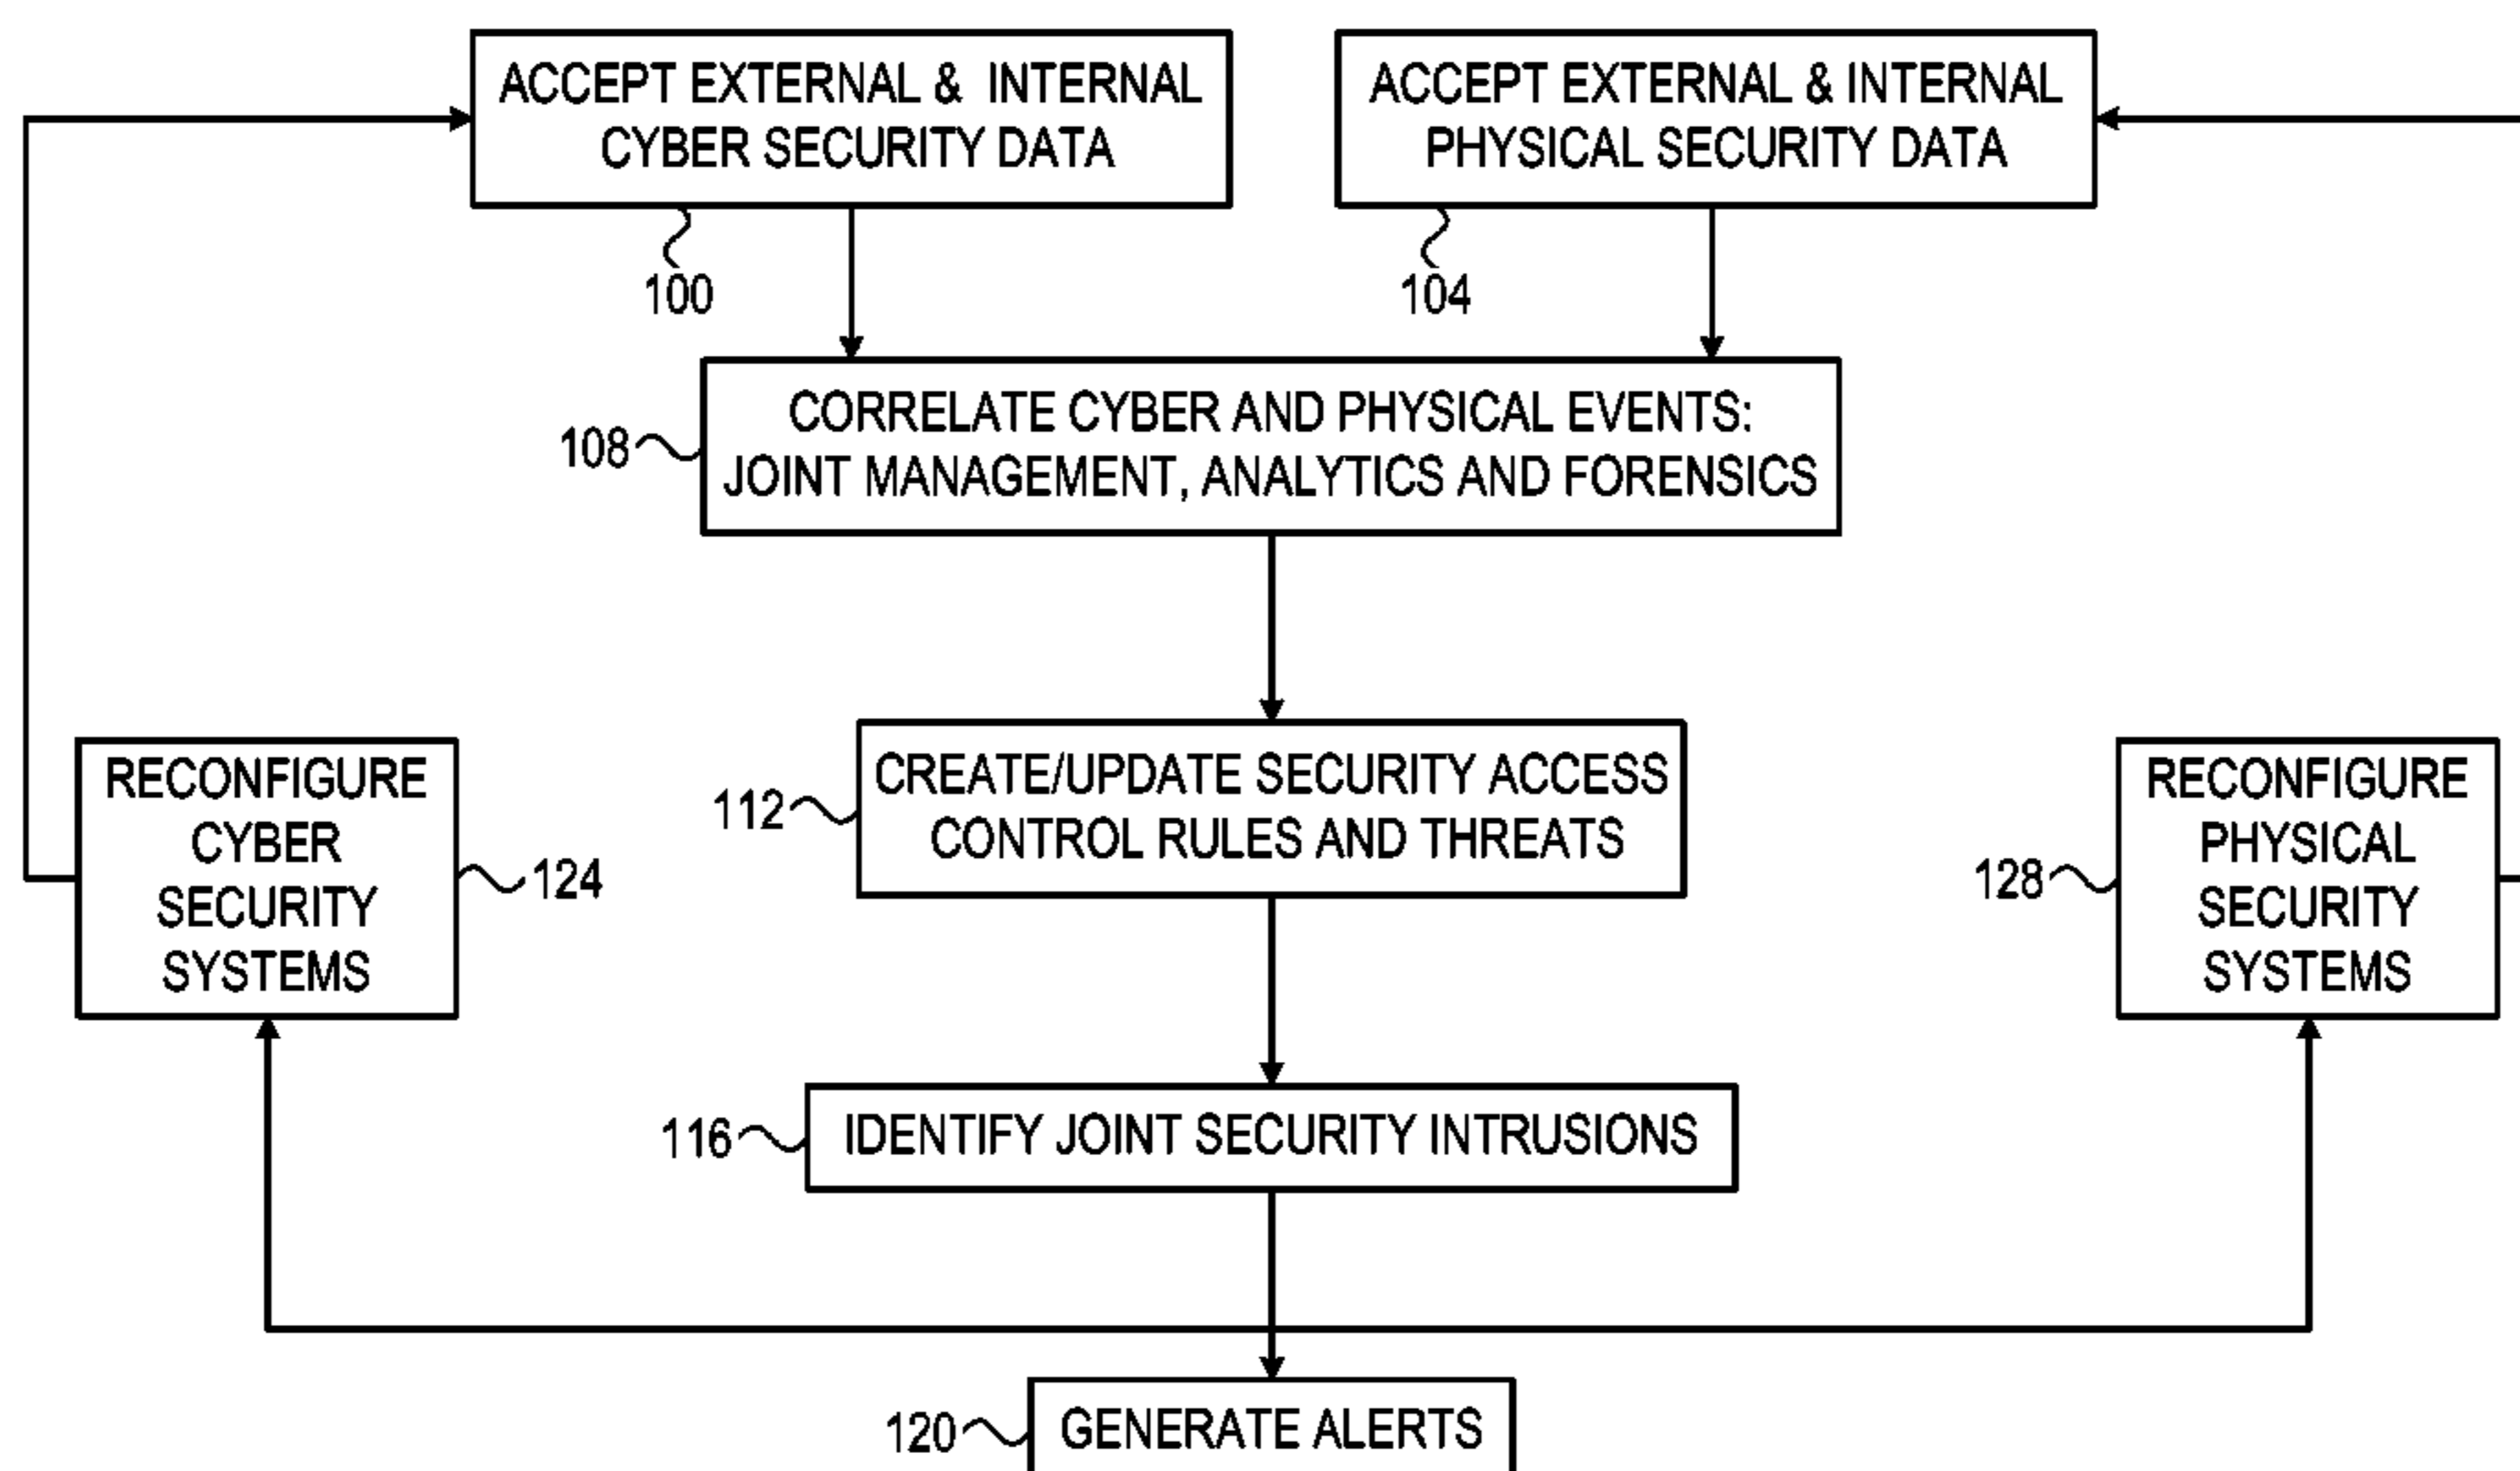 ACCEPT EXTERNAL & INTERNAL
CYBER SECURITY DATA
100
ACCEPT EXTERNAL & INTERNAL
PHYSICAL SECURITY DATA
104
CORRELATE CYBER AND PHYSICAL EVENTS:
JOINT MANAGEMENT, ANALYTICS AND FORENSICS
108
RECONFIGURE
CYBER
SECURITY
SYSTEMS
124
CREATE/UPDATE SECURITY ACCESS
CONTROL RULES AND THREATS
112
RECONFIGURE
PHYSICAL
SECURITY
SYSTEMS
128
116
IDENTIFY JOINT SECURITY INTRUSIONS
120
GENERATE ALERTS